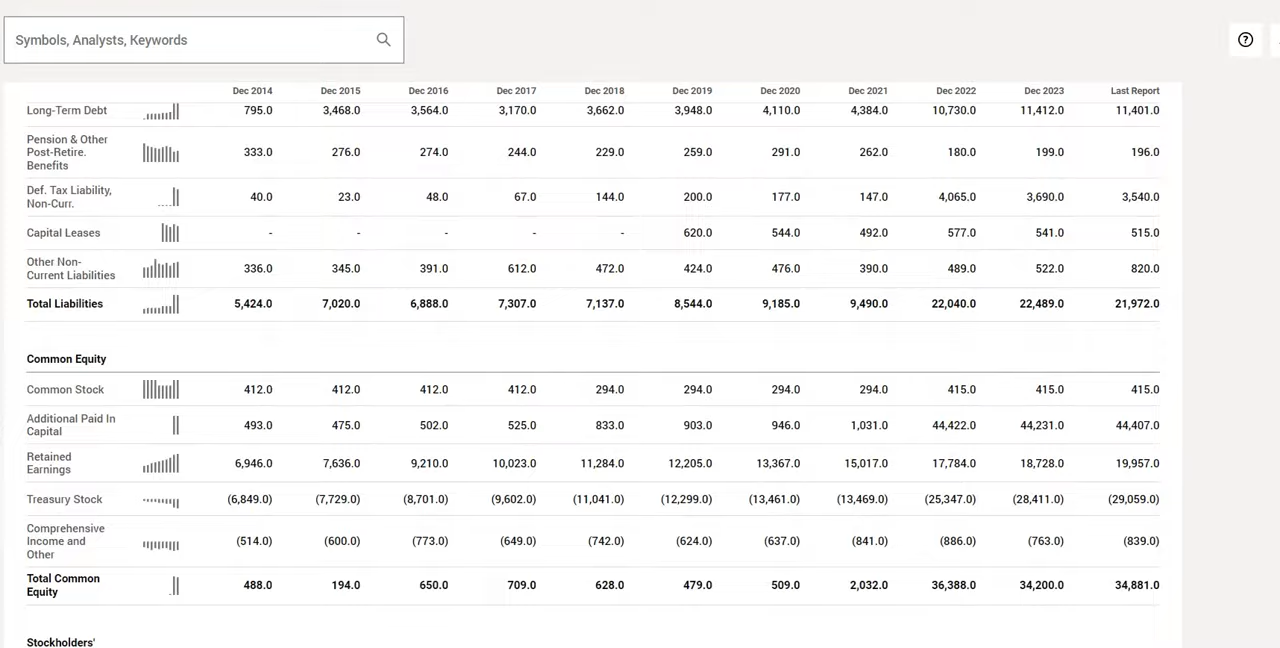 Symbols, Analysts, Keywords
Dec 2014 Dec 2015 Dec 2016 Dec 2017 Dec 2018 Dec 2019 Dec 2020 Dec 2021 Dec 2022 Dec 2023 Last Report
Long-Term Debt 795.0 3,468.0 3,564.0 3,170.0 3,662.0 3,948.0 4,110.0 4,384.0 10,730.0 11,412.0 11,401.0
Pension & Other
Post-Retire.
Benefits
333.0 276.0 274.0 244.0 229.0 259.0 291.0 262.0 180.0 199.0 196.0
Def. Tax Liability,
Non-Curr.
40.0 23.0 48.0 67.0 144.0 200.0 177.0 147.0 4,065.0 3,690.0 3,540.0
Capital Leases - - - - - 620.0 544.0 492.0 577.0 541.0 515.0
Other Non-
Current Liabilities
336.0 345.0 391.0 612.0 472.0 424.0 476.0 390.0 489.0 522.0 820.0
Total Liabilities 5,424.0 7,020.0 6,888.0 7,307.0 7,137.0 8,544.0 9,185.0 9,490.0 22,040.0 22,489.0 21,972.0
Common Equity
Common Stock 412.0 412.0 412.0 412.0 294.0 294.0 294.0 294.0 415.0 415.0 415.0
Additional Paid In
Capital
493.0 475.0 502.0 525.0 833.0 903.0 946.0 1,031.0 44,422.0 44,231.0 44,407.0
Retained
Earnings
6,946.0 7,636.0 9,210.0 10,023.0 11,284.0 12,205.0 13,367.0 15,017.0 17,784.0 18,728.0 19,957.0
Treasury Stock (6,849.0) (7,729.0) (8,701.0) (9,602.0) (11,041.0) (12,299.0) (13,461.0) (13,469.0) (25,347.0) (28,411.0) (29,059.0)
Comprehensive
Income and
Other
(514.0) (600.0) (773.0) (649.0) (742.0) (624.0) (637.0) (841.0) (886.0) (763.0) (839.0)
Total Common
Equity
488.0 194.0 650.0 709.0 628.0 479.0 509.0 2,032.0 36,388.0 34,200.0 34,881.0
Stockholders'